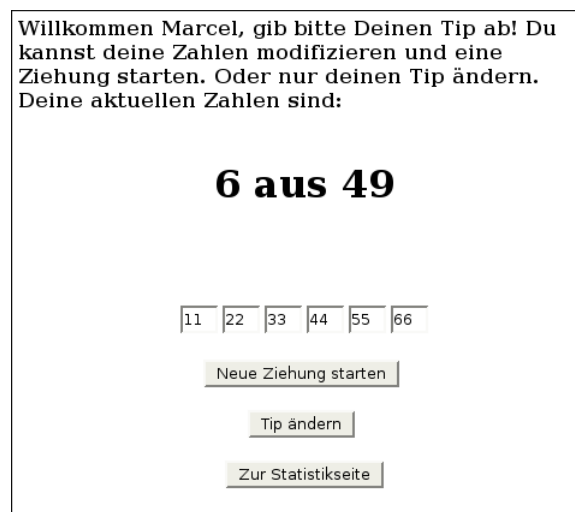 Willkommen Marcel, gib bitte Deinen Tip ab! Du
kannst deine Zahlen modifizieren und eine
Ziehung starten. Oder nur deinen Tip ändern.
Deine aktuellen Zahlen sind:
6 aus 49
11 22 33 44 55 66
Neue Ziehung starten
Tip ändern
Zur Statistikseite